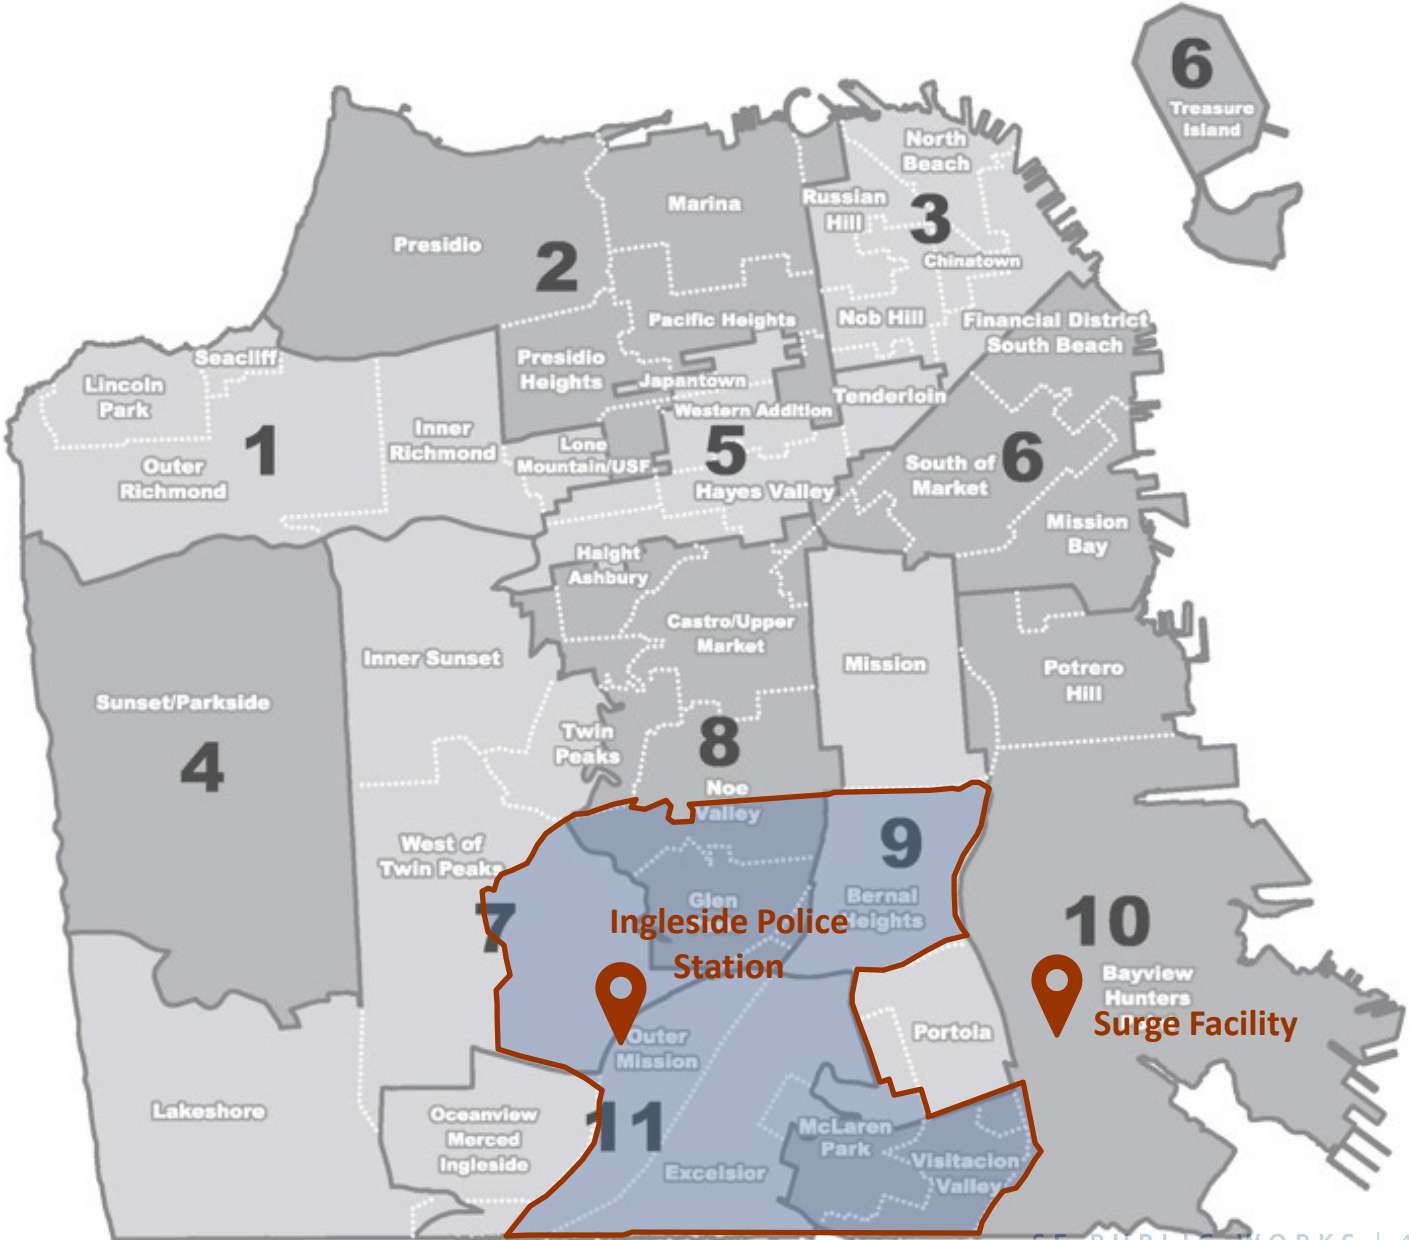 6
Treasure
Island
North
Beach
Marina
Russian
Hill
3
Presidio
2
Chinatown
Pacific Heights
Nob Hill
Financial District
South Beach
Seacliff
Presidio
Heights
Lincoln
Park
Japantown
Tenderloin
Western Addition
1
Inner
Richmond
Lone
Mountain/USF
5
6
Outer
Richmond
South of
Market
Hayes Valley
Mission
Bay
Haight
Ashbury
Castro/Upper
Market
Inner Sunset
Mission
Potrero
Hill
Sunset/Parkside
Twin
Peaks
8
4
Noe
Valley
West of
Twin Peaks
9
Glen
Bernal
Heights
7
10
Ingleside Police
Station
Bayview
Hunters
Surge Facility
Outer
Mission
Portola
Lakeshore
Oceanview
Merced
Ingleside
11
McLaren
Park
Excelsior
Visitacion
Valley